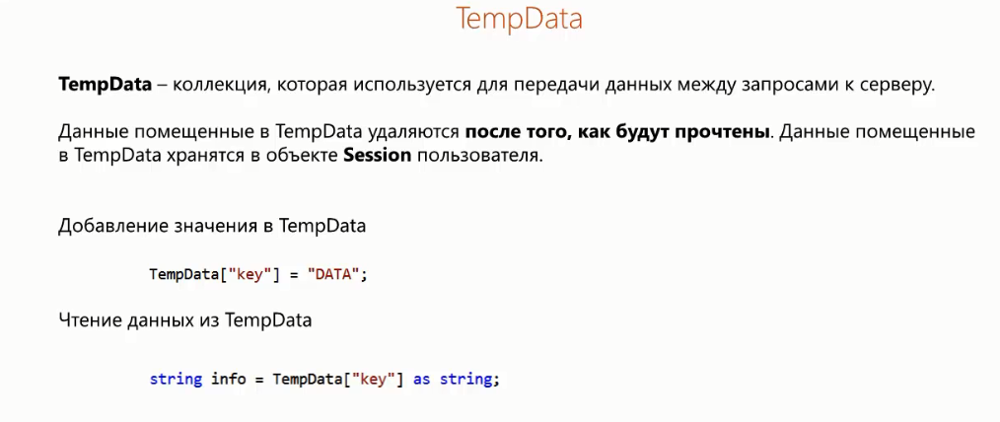 TempData
TempData – коллекция, которая используется для передачи данных между запросами к серверу.
Данные помещенные в TempData удаляются после того, как будут прочтены. Данные помещенные
в TempData хранятся в объекте Session пользователя.
Добавление значения в TempData
TempData["key"] = "DATA";
Чтение данных из TempData
string info = TempData["key"] as string;